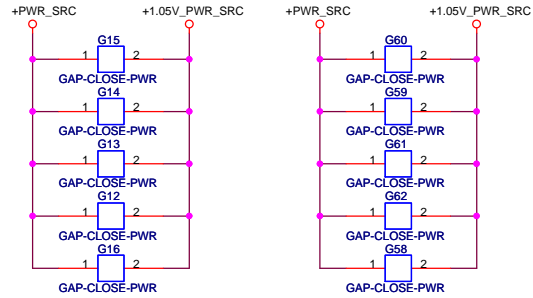 +PWR_SRC +1.05V_PWR_SRC +PWR_SRC +1.05V_PWR_SRC
G15 G60
1 2 1 2
GAP-CLOSE-PWR GAP-CLOSE-PWR
G14 G59
1 2 1 2
GAP-CLOSE-PWR GAP-CLOSE-PWR
G13 G61
1 2 1 2
GAP-CLOSE-PWR GAP-CLOSE-PWR
G12 G62
1 2 1 2
GAP-CLOSE-PWR GAP-CLOSE-PWR
G16 G58
1 2 1 2
GAP-CLOSE-PWR GAP-CLOSE-PWR